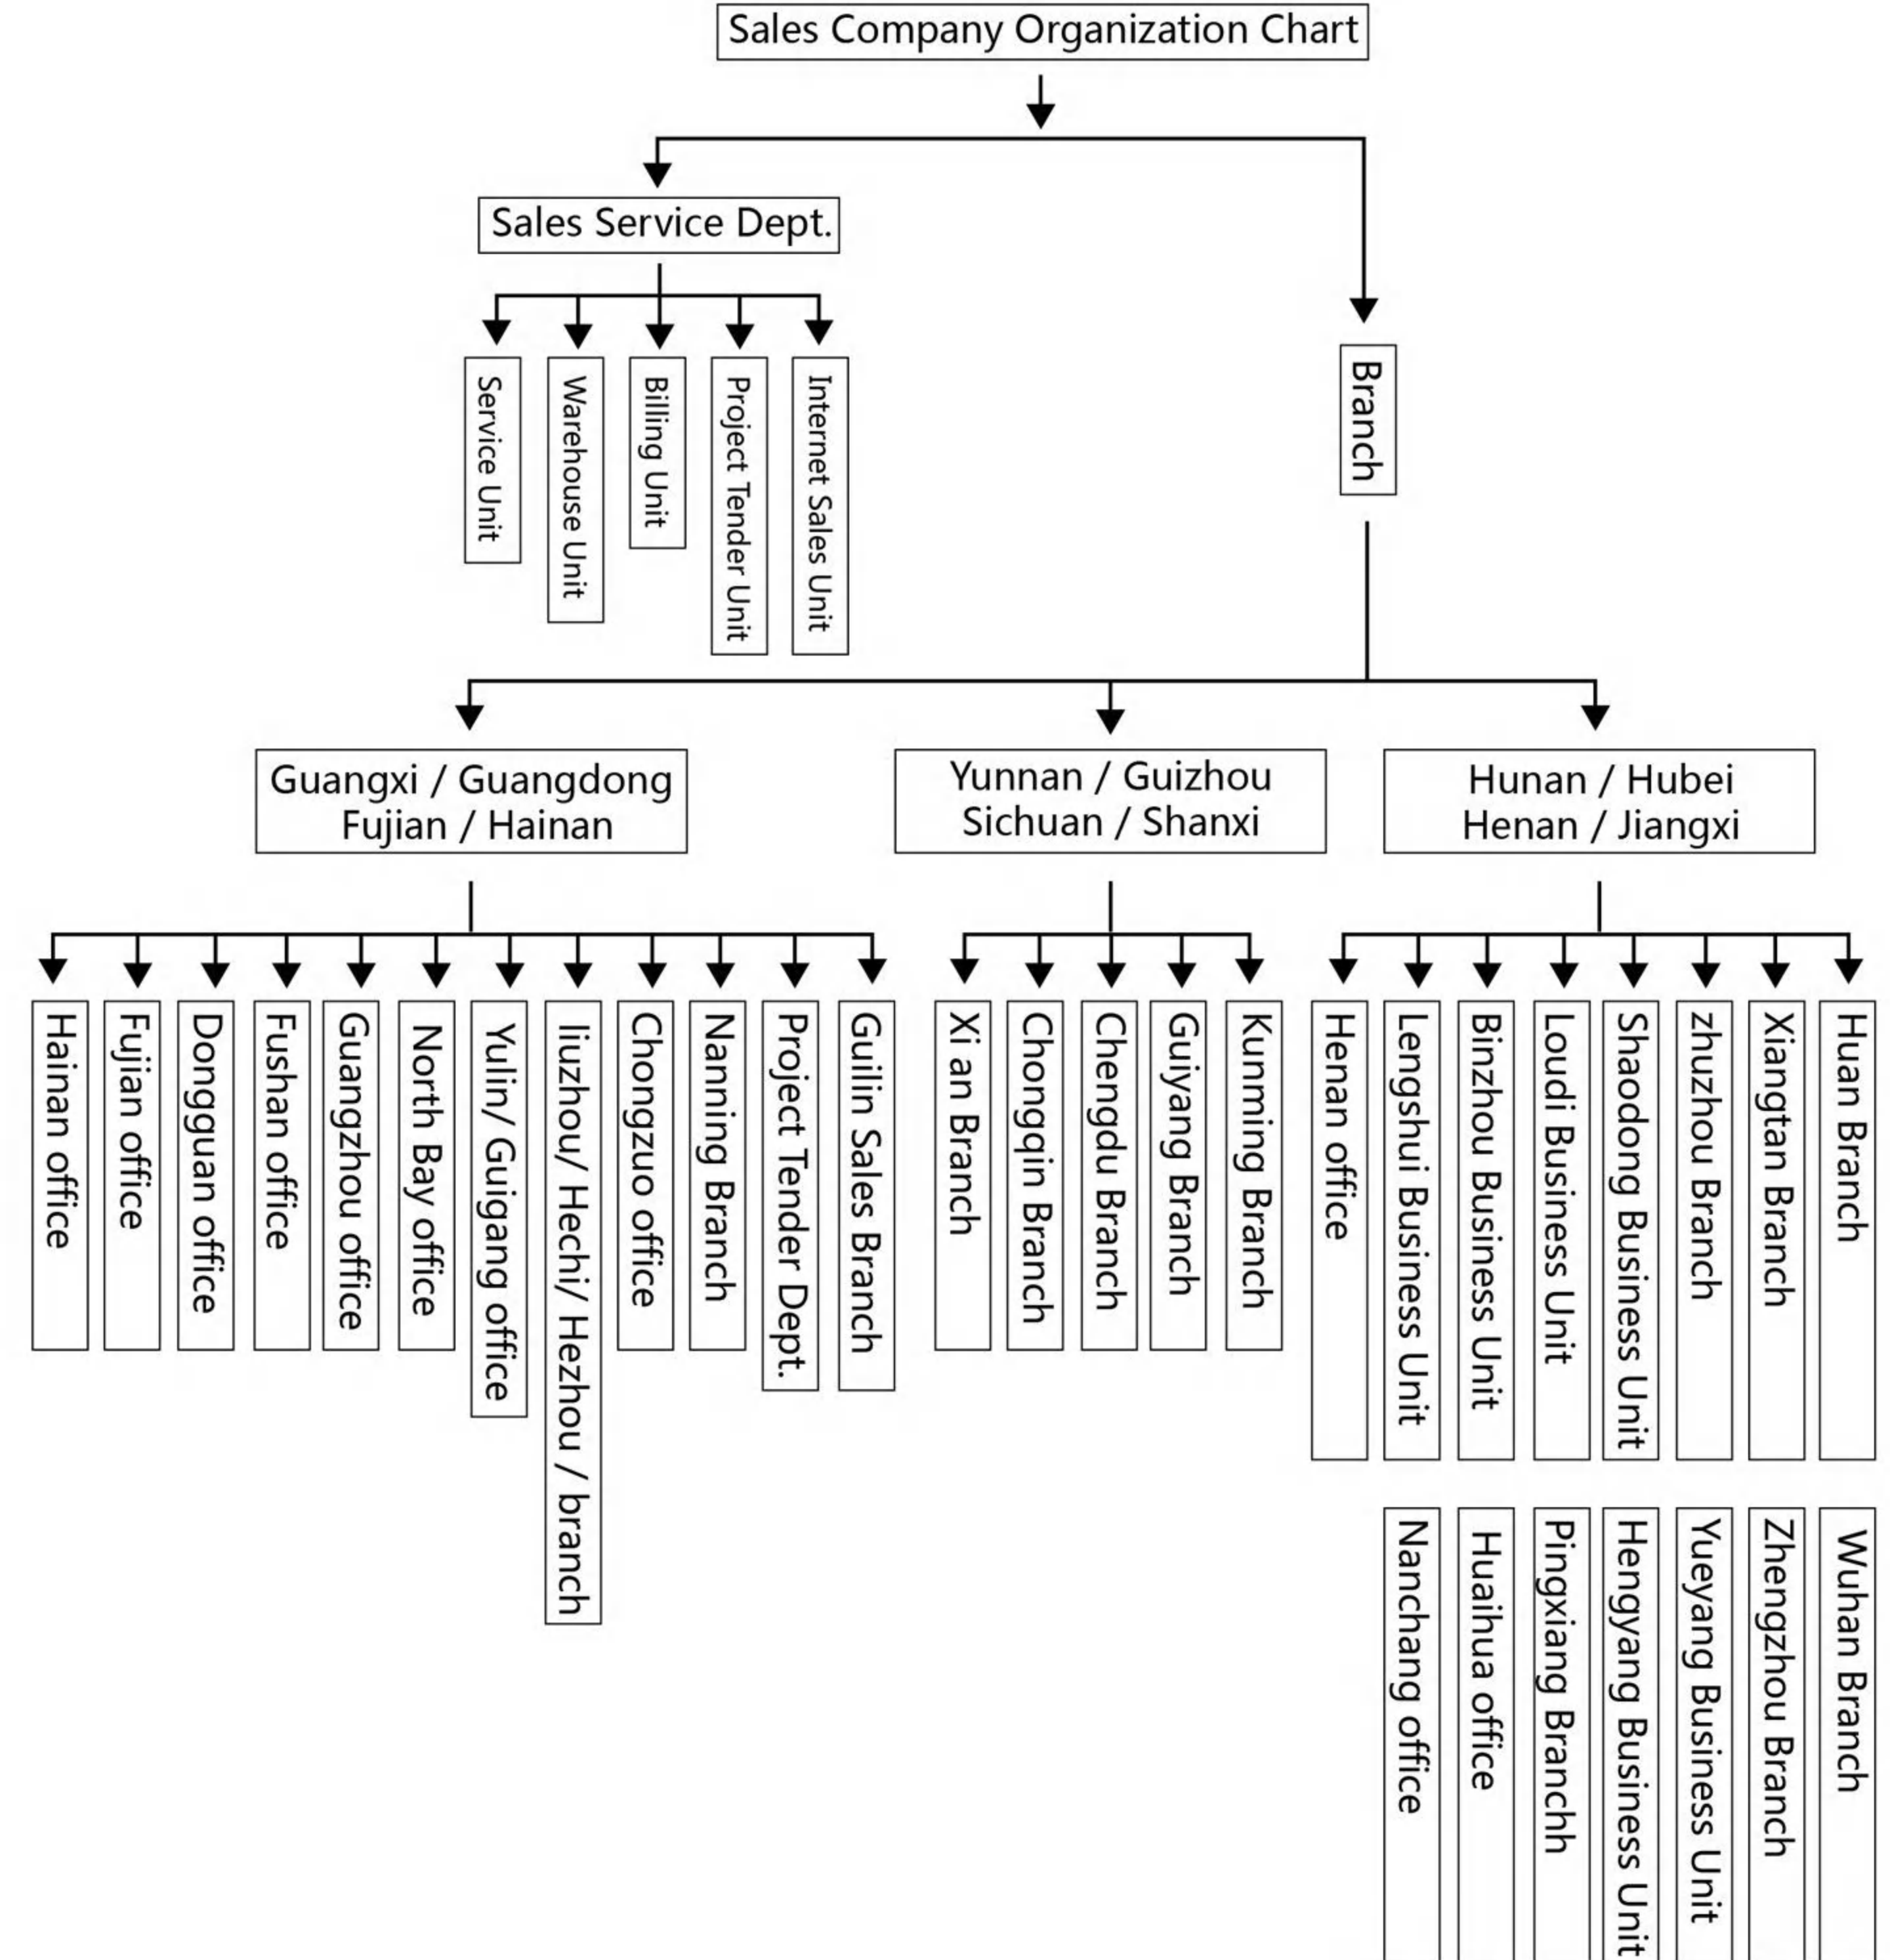 Sales Company Organization Chart
Sales Service Dept.
Service Unit
Warehouse Unit
Billing Unit
Project Tender Unit
Internet Sales Unit
Branch
Guangxi / Guangdong
Fujian / Hainan
Yunnan / Guizhou
Sichuan / Shanxi
Hunan / Hubei
Henan / Jiangxi
Hainan office
Fujian office
Dongguan office
Fushan office
Guangzhou office
North Bay office
Yulin/ Guigang office
liuzhou/ Hechi/ Hezhou / branch
Chongzuo office
Nanning Branch
Project Tender Dept.
Guilin Sales Branch
Xi an Branch
Chongqin Branch
Chengdu Branch
Guiyang Branch
Kunming Branch
Henan office
Lengshui Business Unit
Binzhou Business Unit
Loudi Business Unit
Shaodong Business Unit
zhuzhou Branch
Xiangtan Branch
Huan Branch
Nanchang office
Huaihua office
Pingxiang Branchh
Hengyang Business Unit
Yueyang Business Unit
Zhengzhou Branch
Wuhan Branch